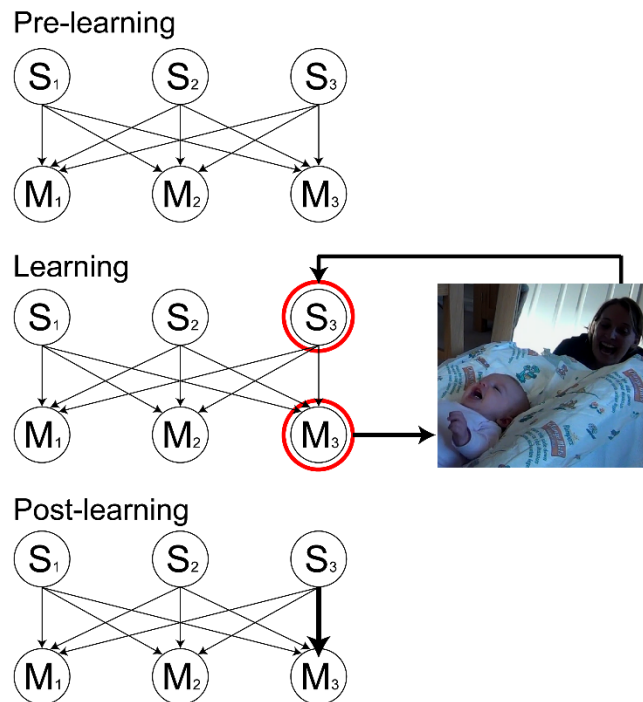 Pre-learning
S₁ S₂ S₃
M₁ M₂ M₃
Learning
S₁ S₂ S₃
M₁ M₂ M₃
Post-learning
S₁ S₂ S₃
M₁ M₂ M₃